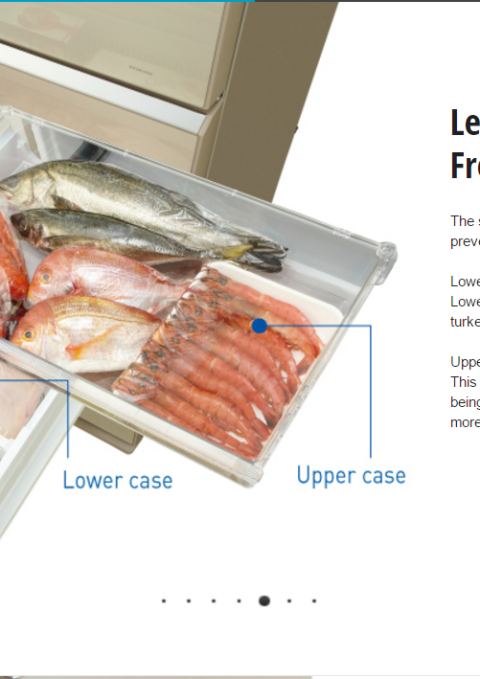 Le
Fr
The s
preve
Lowe
Lowe
turke
Uppe
This
being
more
Lower case
Upper case